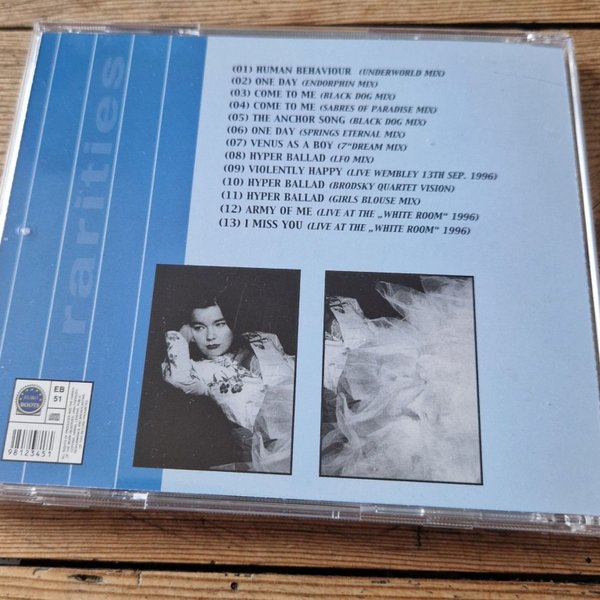 rarities
(01) HUMAN BEHAVIOUR (UNDERWORLD MIX)
(02) ONE DAY (ENDORPHIN MIX)
(03) COME TO ME (BLACK DOG MIX)
(04) COME TO ME (SABRES OF PARADISE MIX)
(05) THE ANCHOR SONG (BLACK DOG MIX)
(06) ONE DAY (SPRINGS ETERNAL MIX)
(07) VENUS AS A BOY (7"DREAM MIX)
(08) HYPER BALLAD (LFO MIX)
(09) VIOLENTLY HAPPY (LIVE WEMBLEY 13TH SEP. 1996)
(10) HYPER BALLAD (BRODSKY QUARTET VISION)
(11) HYPER BALLAD (GIRLS BLOUSE MIX)
(12) ARMY OF ME (LIVE AT THE „WHITE ROOM“ 1996)
(13) I MISS YOU (LIVE AT THE „WHITE ROOM“ 1996)
ROOTS
EB
51
98123451